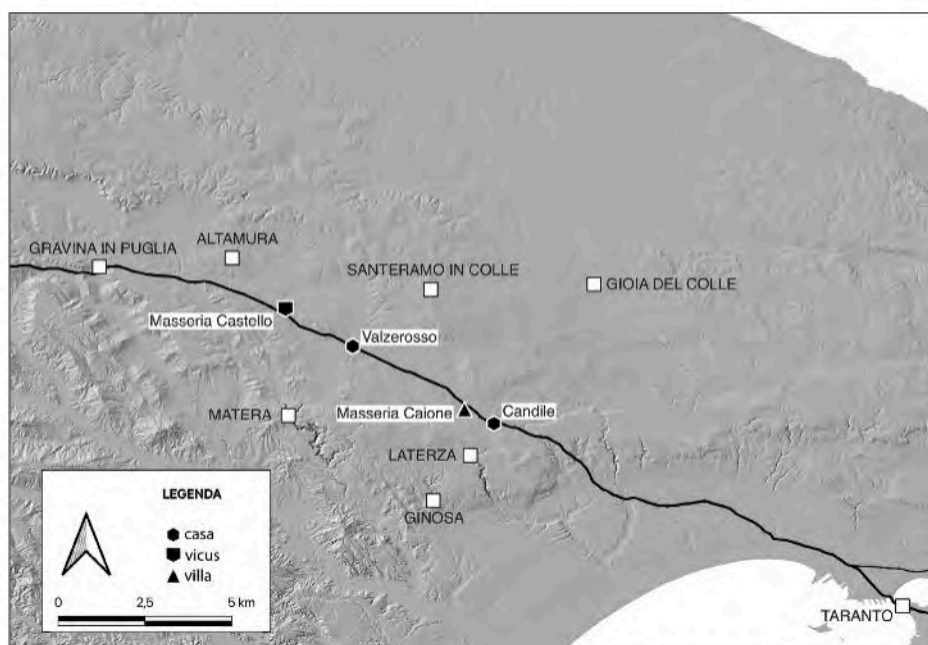 ALTAMURA
GRAVINA IN PUGLIA
SANTERAMO IN COLLE
GIOIA DEL COLLE
Masseria Castello
Valzerosso
MATERA
Masseria Caione
Candile
LATERZA
GINOSA
TARANTO
LEGENDA
casa
vicus
villa
0 2,5 5 km